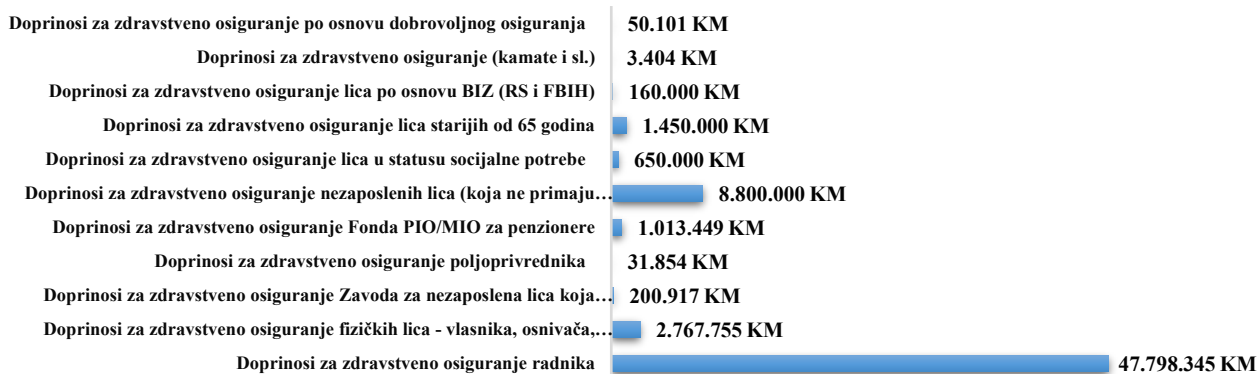 Doprinosi za zdravstveno osiguranje po osnovu dobrovoljnog osiguranja 50.101 KM
Doprinosi za zdravstveno osiguranje (kamate i sl.) 3.404 KM
Doprinosi za zdravstveno osiguranje lica po osnovu BIZ (RS i FBIH) 160.000 KM
Doprinosi za zdravstveno osiguranje lica starijih od 65 godina 1.450.000 KM
Doprinosi za zdravstveno osiguranje lica u statusu socijalne potrebe 650.000 KM
Doprinosi za zdravstveno osiguranje nezaposlenih lica (koja ne primaju… 8.800.000 KM
Doprinosi za zdravstveno osiguranje Fonda PIO/MIO za penzionere 1.013.449 KM
Doprinosi za zdravstveno osiguranje poljoprivrednika 31.854 KM
Doprinosi za zdravstveno osiguranje Zavoda za nezaposlena lica koja… 200.917 KM
Doprinosi za zdravstveno osiguranje fizičkih lica - vlasnika, osnivača,… 2.767.755 KM
Doprinosi za zdravstveno osiguranje radnika 47.798.345 KM